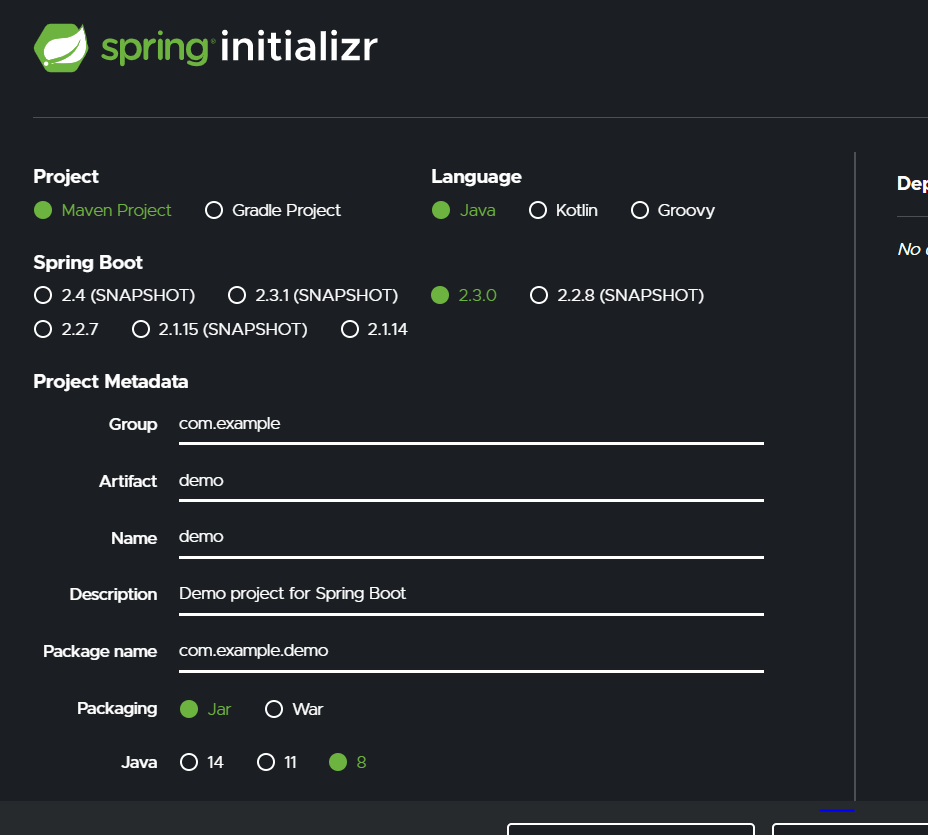 spring initializr
Project
Maven Project Gradle Project
Language
Java Kotlin Groovy
Spring Boot
2.4 (SNAPSHOT) 2.3.1 (SNAPSHOT) 2.3.0 2.2.8 (SNAPSHOT)
2.2.7 2.1.15 (SNAPSHOT) 2.1.14
Project Metadata
Group com.example
Artifact demo
Name demo
Description Demo project for Spring Boot
Package name com.example.demo
Packaging Jar War
Java 14 11 8
Dep
No